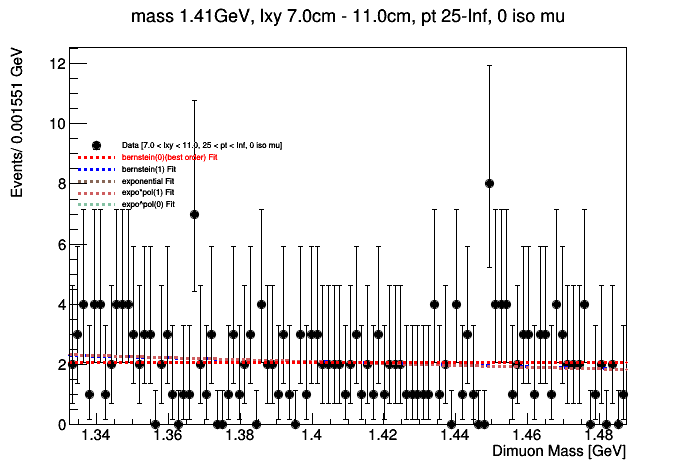 mass 1.41GeV, lxy 7.0cm - 11.0cm, pt 25-Inf, 0 iso mu
Events/ 0.001551 GeV
12
10
8
6
4
2
0
Data [7.0 < lxy < 11.0, 25 < pt < Inf, 0 iso mu]
bernstein(0)(best order) Fit
bernstein(1) Fit
exponential Fit
expo*pol(1) Fit
expo*pol(0) Fit
1.34 1.36 1.38 1.4 1.42 1.44 1.46 1.48
Dimuon Mass [GeV]